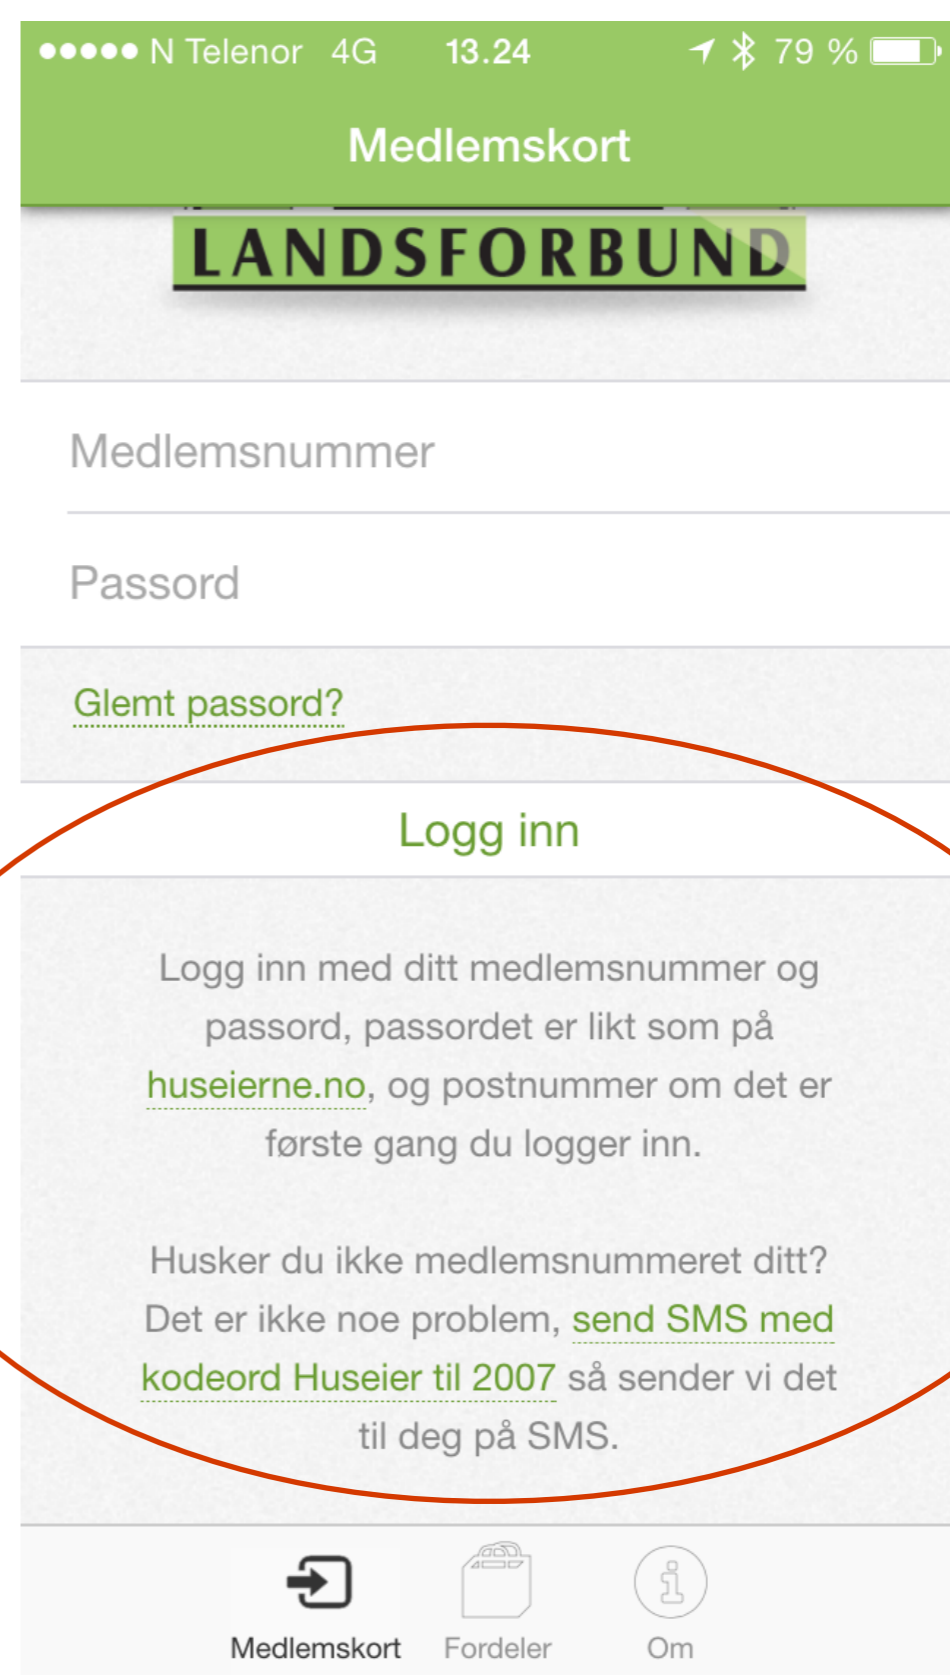 N Telenor 4G 13.24 79 %
Medlemskort
LANDSFORBUND
Medlemsnummer
Passord
Glemt passord?
Logg inn
Logg inn med ditt medlemsnummer og
passord, passordet er likt som på
huseierne.no, og postnummer om det er
første gang du logger inn.
Husker du ikke medlemsnummeret ditt?
Det er ikke noe problem, send SMS med
kodeord Huseier til 2007 så sender vi det
til deg på SMS.
Medlemskort Fordeler Om